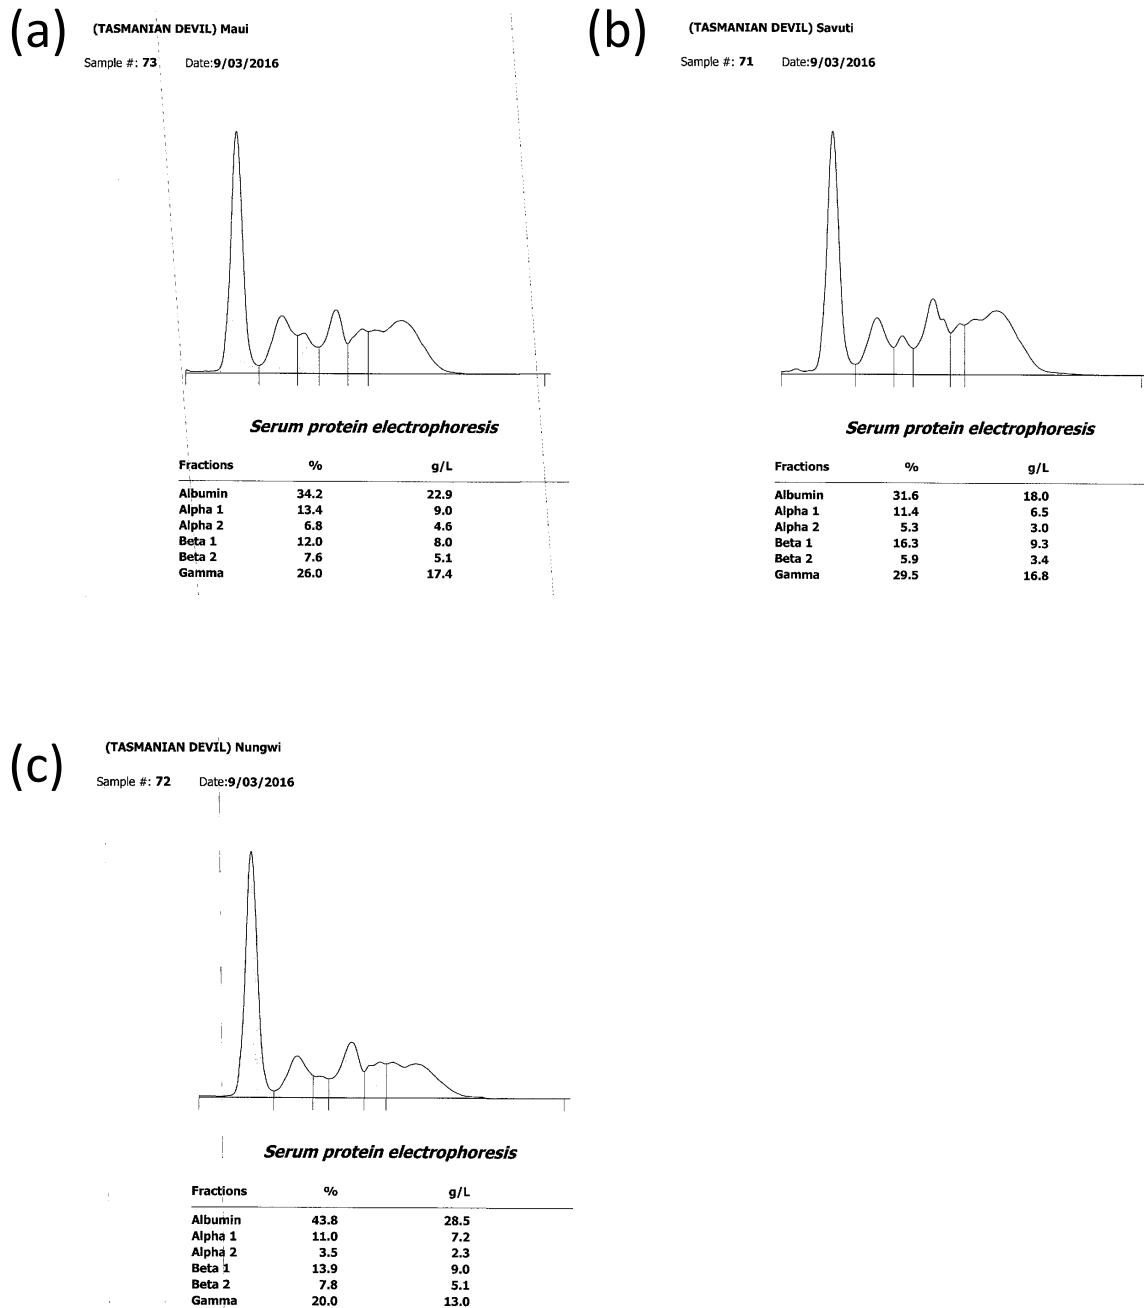 (a)
(TASMANIAN DEVIL) Maui
Sample #: 73 Date:9/03/2016
Serum protein electrophoresis
Fractions % g/L
Albumin 34.2 22.9
Alpha 1 13.4 9.0
Alpha 2 6.8 4.6
Beta 1 12.0 8.0
Beta 2 7.6 5.1
Gamma 26.0 17.4
(b)
(TASMANIAN DEVIL) Savuti
Sample #: 71 Date:9/03/2016
Serum protein electrophoresis
Fractions % g/L
Albumin 31.6 18.0
Alpha 1 11.4 6.5
Alpha 2 5.3 3.0
Beta 1 16.3 9.3
Beta 2 5.9 3.4
Gamma 29.5 16.8
(c)
(TASMANIAN DEVIL) Nungwi
Sample #: 72 Date:9/03/2016
Serum protein electrophoresis
Fractions % g/L
Albumin 43.8 28.5
Alpha 1 11.0 7.2
Alpha 2 3.5 2.3
Beta 1 13.9 9.0
Beta 2 7.8 5.1
Gamma 20.0 13.0